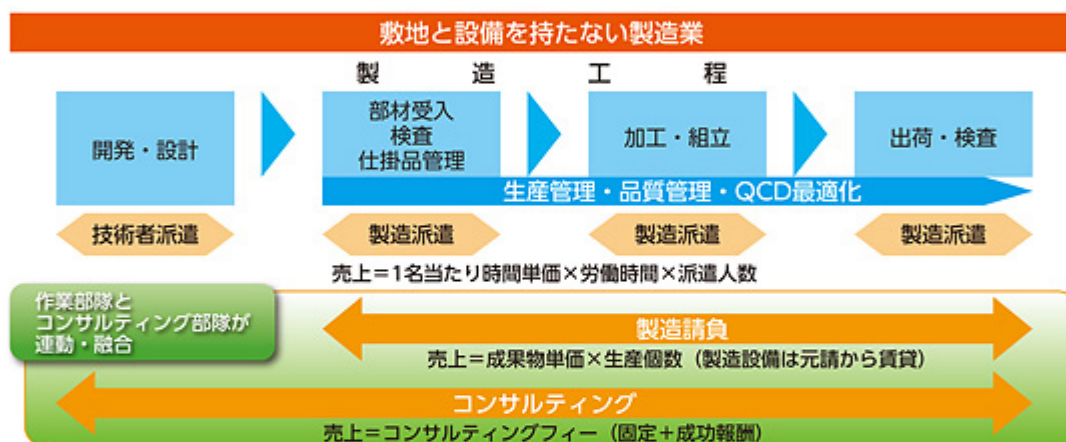 敷地と設備を持たない製造業
製造工程
開発・設計
部材受入
検査
仕掛品管理
加工・組立
出荷・検査
生産管理・品質管理・QCD最適化
技術者派遣
製造派遣
製造派遣
製造派遣
売上＝1名当たり時間単価×労働時間×派遣人数
作業部隊と
コンサルティング部隊が
連動・融合
製造請負
売上＝成果物単価×生産個数（製造設備は元請から賃貸）
コンサルティング
売上＝コンサルティングフィー（固定＋成功報酬）